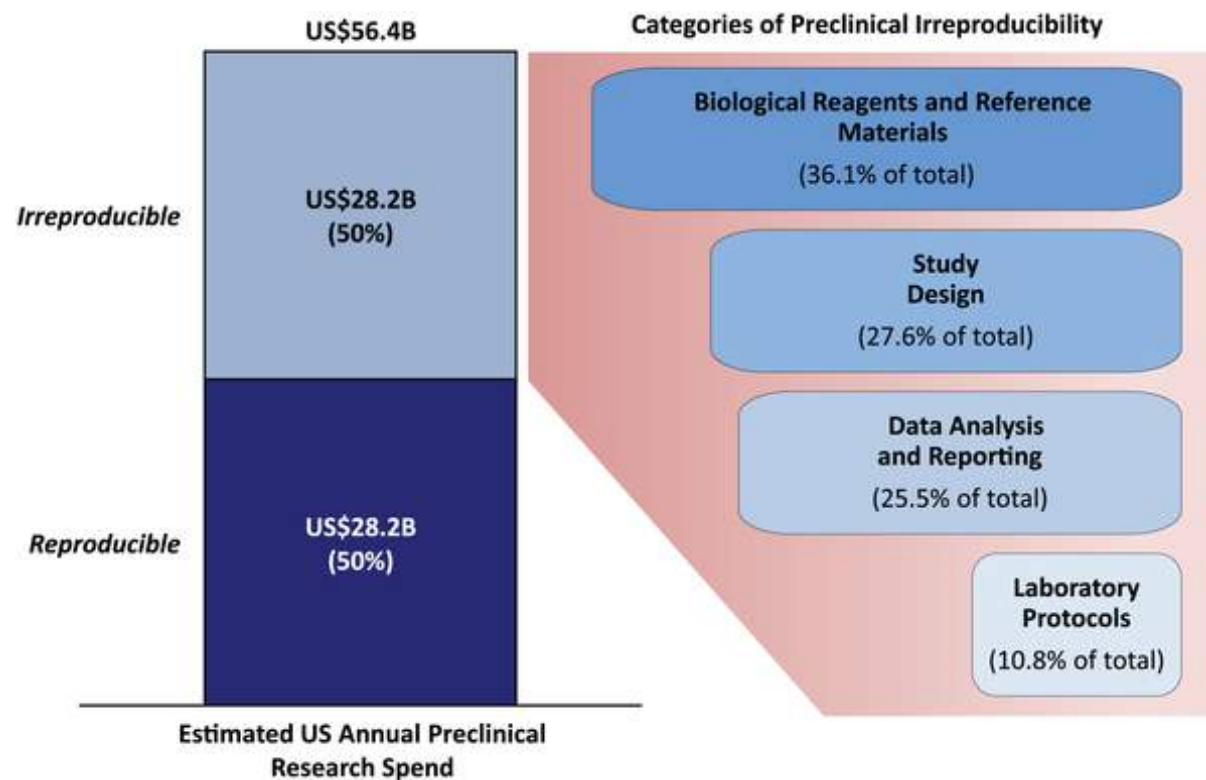 US$56.4B
Irreproducible
US$28.2B
(50%)
Reproducible
US$28.2B
(50%)
Estimated US Annual Preclinical
Research Spend
Categories of Preclinical Irreproducibility
Biological Reagents and Reference
Materials
(36.1% of total)
Study
Design
(27.6% of total)
Data Analysis
and Reporting
(25.5% of total)
Laboratory
Protocols
(10.8% of total)